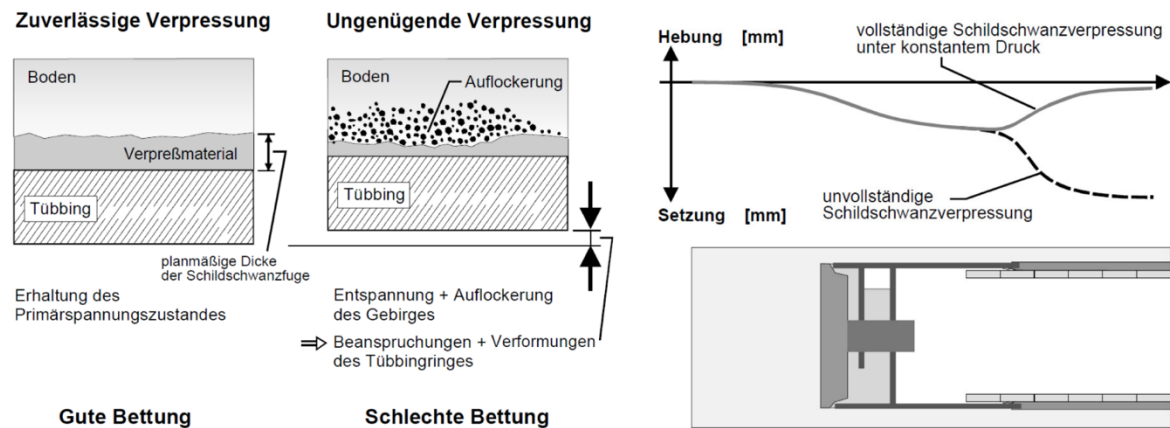 Zuverlässige Verpressung
Boden
Verpreßmaterial
Tübbing
planmäßige Dicke
der Schildschwanzfuge
Erhaltung des
Primärspannungszustandes
Gute Bettung
Ungenügende Verpressung
Boden
Auflockerung
Tübbing
Entspannung + Auflockerung
des Gebirges
Beanspruchungen + Verformungen
des Tübbingringes
Schlechte Bettung
Hebung [mm]
vollständige Schildschwanzverpressung
unter konstantem Druck
unvollständige
Schildschwanzverpressung
Setzung [mm]